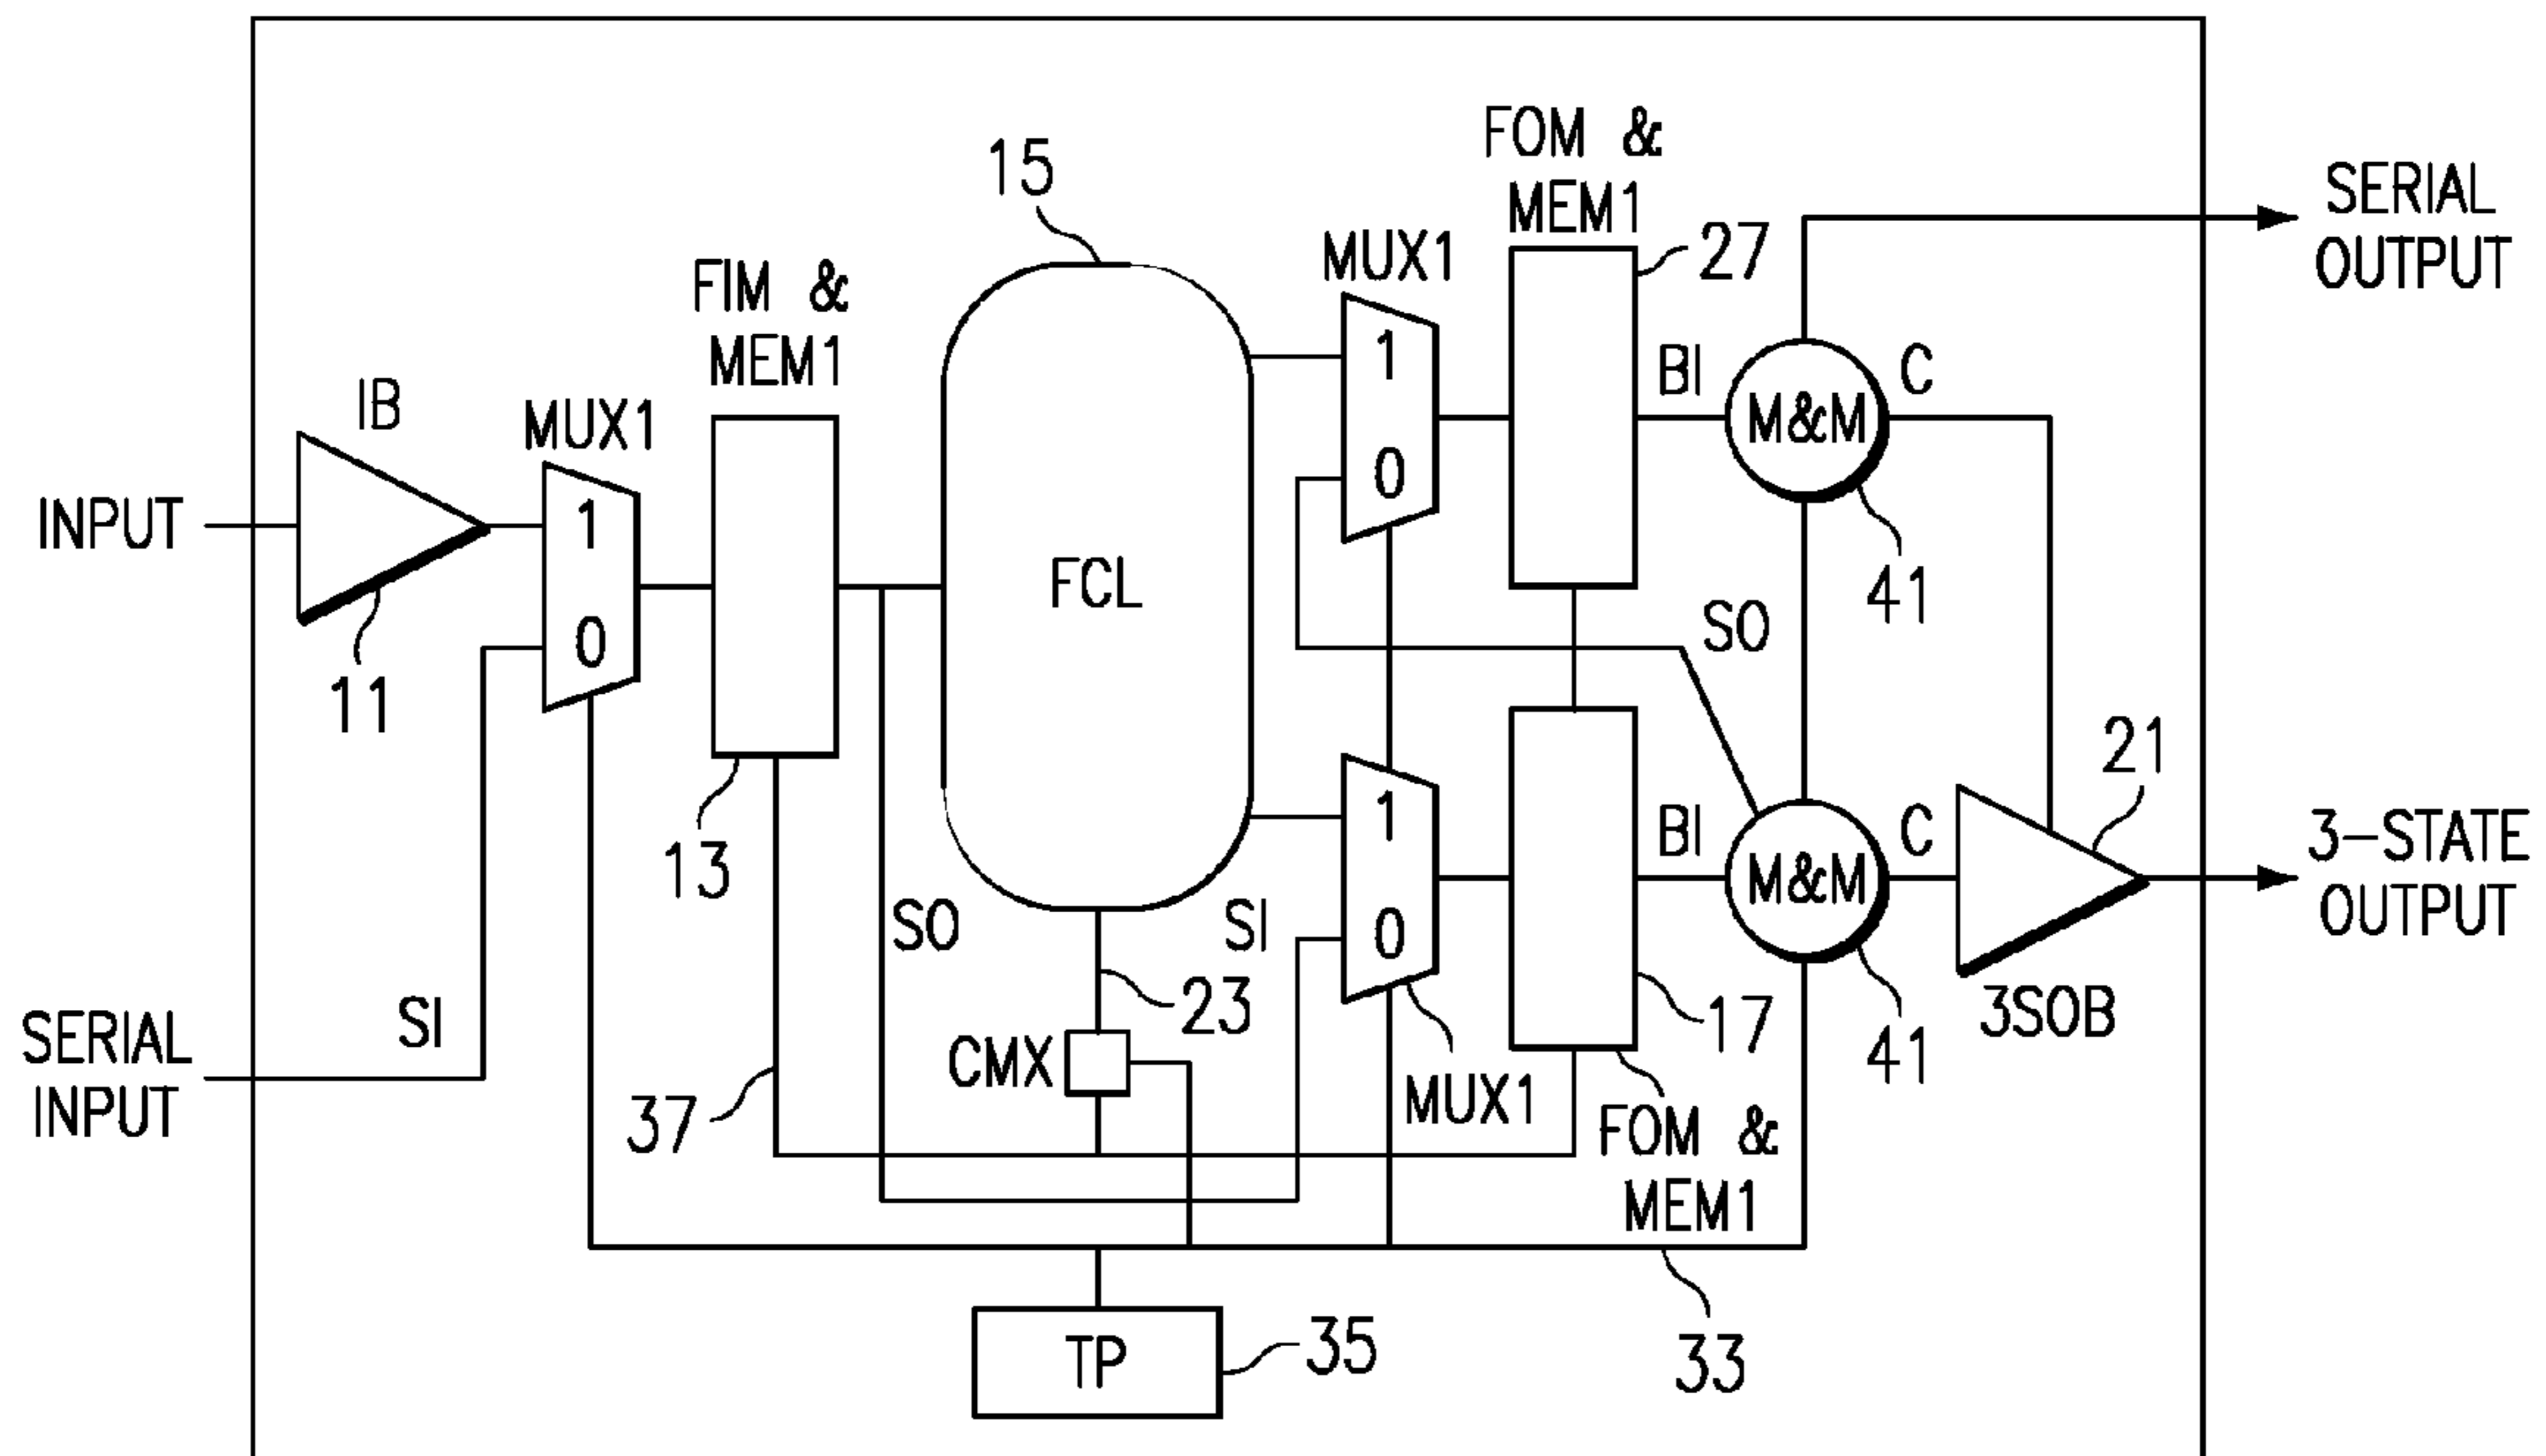 15
FOM &
MEM1
SERIAL
OUTPUT
27
MUX1
FIM &
MEM1
1
0
BI
M&M
C
41
IB
MUX1
INPUT
1
0
11
FCL
SO
21
13
1
0
BI
M&M
C
3-STATE
OUTPUT
SO
SI
23
17
41
3SOB
SERIAL
INPUT
SI
CMX
37
MUX1
FOM &
MEM1
TP
35
33